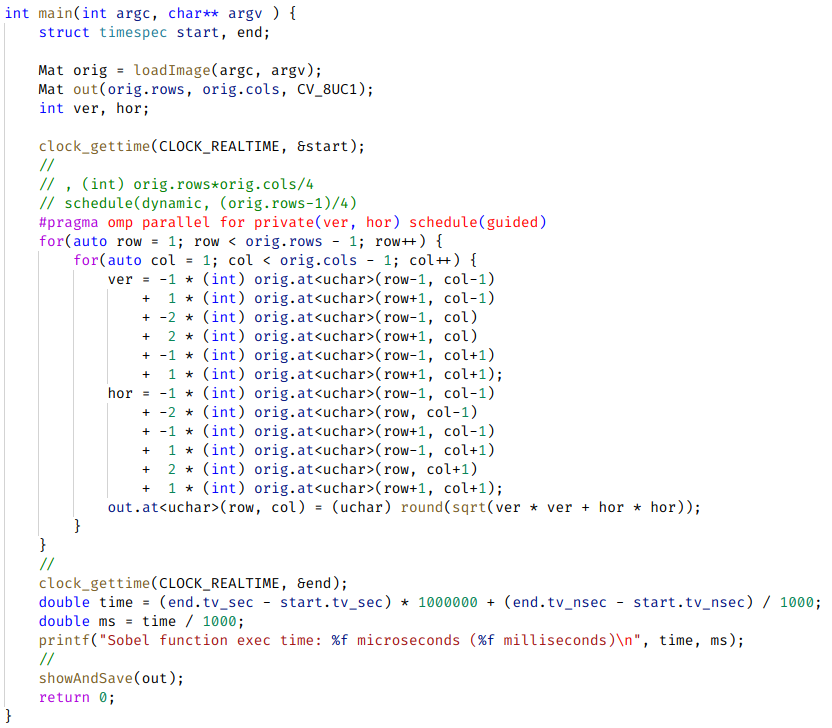 int main(int argc, char** argv ) {
    struct timespec start, end;

    Mat orig = loadImage(argc, argv);
    Mat out(orig.rows, orig.cols, CV_8UC1);
    int ver, hor;

    clock_gettime(CLOCK_REALTIME, &start);
    //
    // , (int) orig.rows*orig.cols/4
    // schedule(dynamic, (orig.rows-1)/4)
    #pragma omp parallel for private(ver, hor) schedule(guided)
    for(auto row = 1; row < orig.rows - 1; row++) {
        for(auto col = 1; col < orig.cols - 1; col++) {
            ver = -1 * (int) orig.at<uchar>(row-1, col-1)
                +  1 * (int) orig.at<uchar>(row+1, col-1)
                + -2 * (int) orig.at<uchar>(row-1, col)
                +  2 * (int) orig.at<uchar>(row+1, col)
                + -1 * (int) orig.at<uchar>(row-1, col+1)
                +  1 * (int) orig.at<uchar>(row+1, col+1);
            hor = -1 * (int) orig.at<uchar>(row-1, col-1)
                + -2 * (int) orig.at<uchar>(row, col-1)
                + -1 * (int) orig.at<uchar>(row+1, col-1)
                +  1 * (int) orig.at<uchar>(row-1, col+1)
                +  2 * (int) orig.at<uchar>(row, col+1)
                +  1 * (int) orig.at<uchar>(row+1, col+1);
            out.at<uchar>(row, col) = (uchar) round(sqrt(ver * ver + hor * hor));
        }
    }
    //
    clock_gettime(CLOCK_REALTIME, &end);
    double time = (end.tv_sec - start.tv_sec) * 1000000 + (end.tv_nsec - start.tv_nsec) / 1000;
    double ms = time / 1000;
    printf("Sobel function exec time: %f microseconds (%f milliseconds)\n", time, ms);
    //
    showAndSave(out);
    return 0;
}